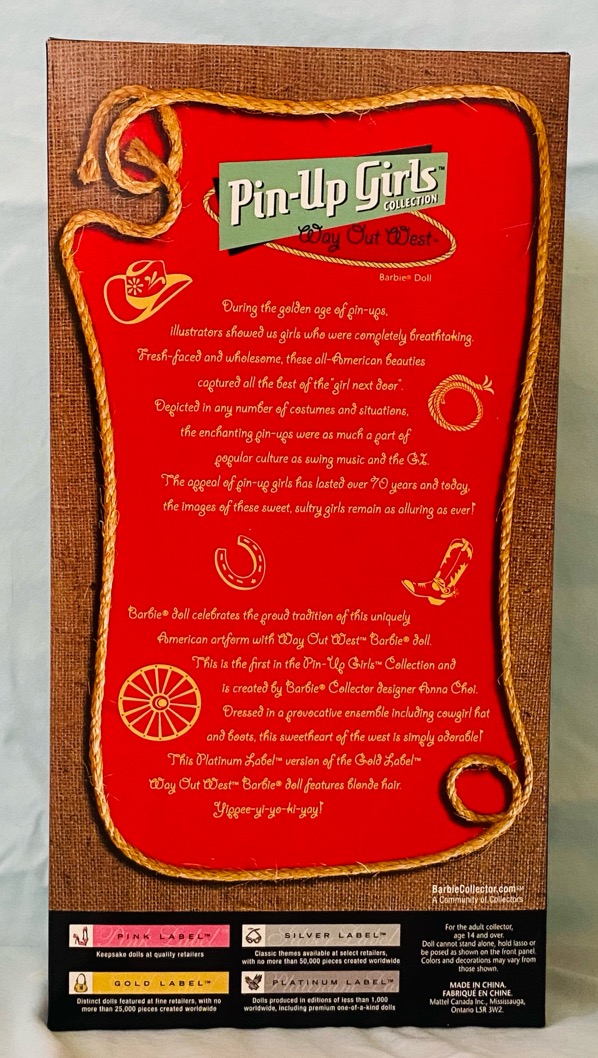 Pin-Up Girls™
COLLECTION
Way Out West™
Barbie® Doll
During the golden age of pin-ups,
illustrators showed us girls who were completely breathtaking.
Fresh-faced and wholesome, these all-American beauties
captured all the best of the "girl next door".
Depicted in any number of costumes and situations,
the enchanting pin-ups were as much a part of
popular culture as swing music and the G.I.
The appeal of pin-up girls has lasted over 70 years and today,
the images of these sweet, sultry girls remain as alluring as ever!
Barbie® doll celebrates the proud tradition of this uniquely
American artform with Way Out West™ Barbie® doll.
This is the first in the Pin-Up Girls™ Collection and
is created by Barbie® Collector designer Anna Choi.
Dressed in a provocative ensemble including cowgirl hat
and boots, this sweetheart of the west is simply adorable!
This Platinum Label™ version of the Gold Label™
Way Out West™ Barbie® doll features blonde hair.
Yippee-yi-yo-ki-yay!
BarbieCollector.com℠
A Community of Collectors
PINK LABEL™
Keepsake dolls at quality retailers
SILVER LABEL™
Classic themes available at select retailers,
with no more than 50,000 pieces created worldwide
GOLD LABEL™
Distinct dolls featured at fine retailers, with no
more than 25,000 pieces created worldwide
PLATINUM LABEL™
Dolls produced in editions of less than 1,000
worldwide, including premium one-of-a-kind dolls
For the adult collector,
age 14 and over.
Doll cannot stand alone, hold lasso or
be posed as shown on the front panel.
Colors and decorations may vary from
those shown.
MADE IN CHINA.
FABRIQUÉ EN CHINE.
Mattel Canada Inc., Mississauga,
Ontario L5R 3W2.